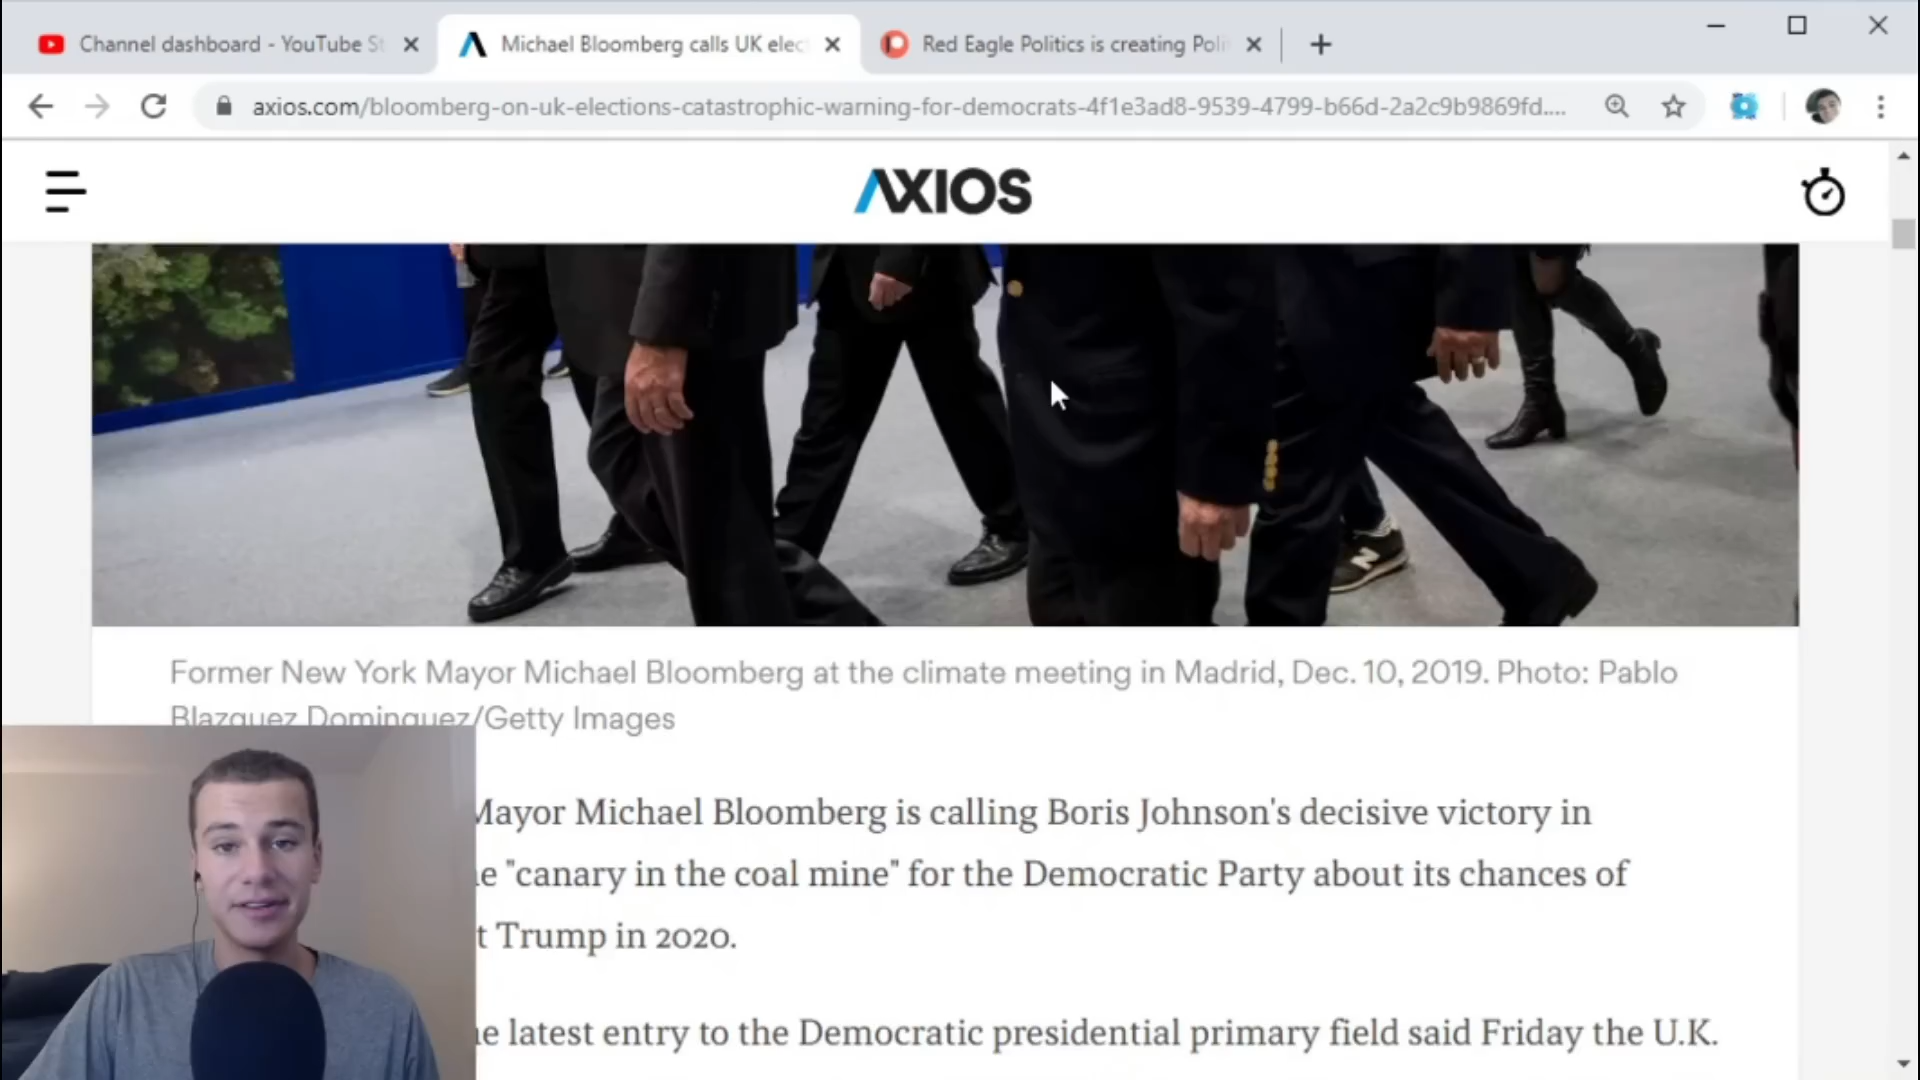 Channel dashboard - YouTube St
Michael Bloomberg calls UK elec
Red Eagle Politics is creating Poli
axios.com/bloomberg-on-uk-elections-catastrophic-warning-for-democrats-4f1e3ad8-9539-4799-b66d-2a2c9b9869fd....
AXIOS
N
Former New York Mayor Michael Bloomberg at the climate meeting in Madrid, Dec. 10, 2019. Photo: Pablo
Blazquez Dominguez/Getty Images
Mayor Michael Bloomberg is calling Boris Johnson's decisive victory in
e "canary in the coal mine" for the Democratic Party about its chances of
t Trump in 2020.
e latest entry to the Democratic presidential primary field said Friday the U.K.